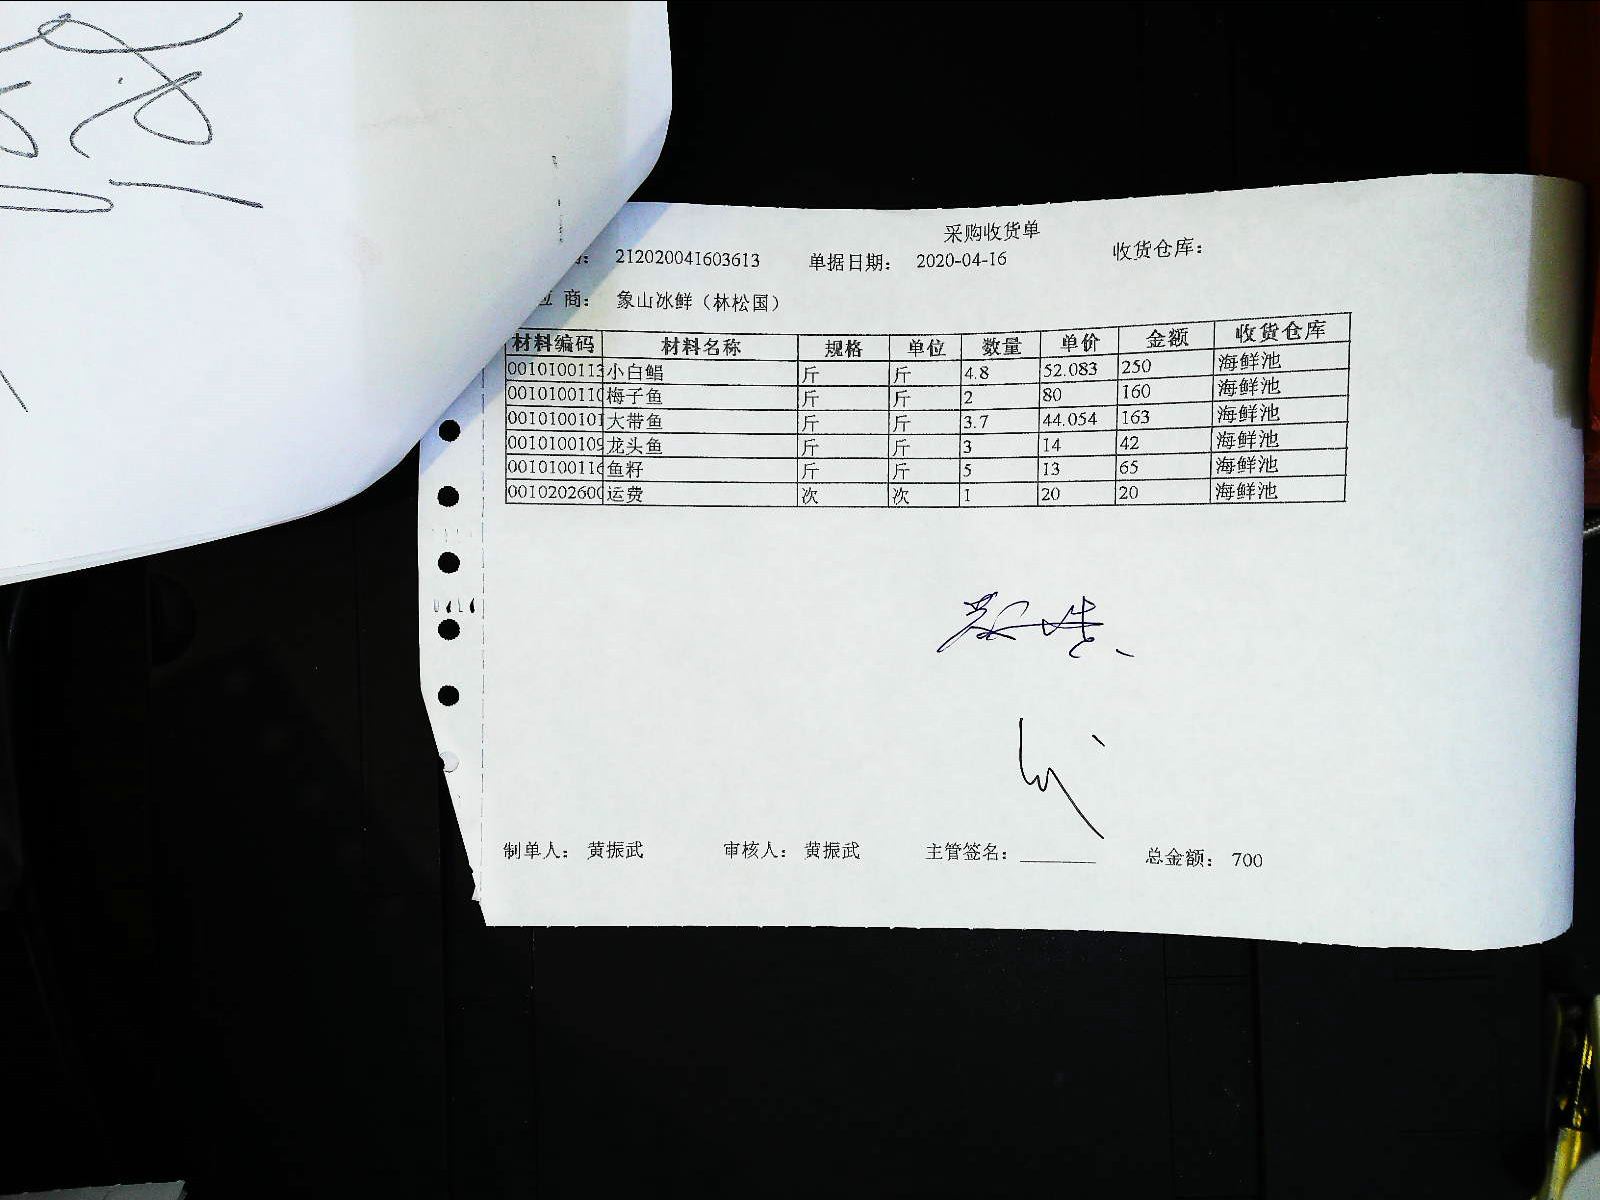 采购收货单
: 212020041603613 单据日期: 2020-04-16 收货仓库:
商: 象山冰鲜（林松国）
材料编码 材料名称 规格 单位 数量 单价 金额 收货仓库
0010100113 小白鲳 斤 斤 4.8 52.083 250 海鲜池
001010011 梅子鱼 斤 斤 2 80 160 海鲜池
0010100101 大带鱼 斤 斤 3.7 44.054 163 海鲜池
0010100109 龙头鱼 斤 斤 3 14 42 海鲜池
001010011 鱼籽 斤 斤 5 13 65 海鲜池
001020260 运费 次 次 1 20 20 海鲜池
制单人: 黄振武 审核人: 黄振武 主管签名: 总金额: 700